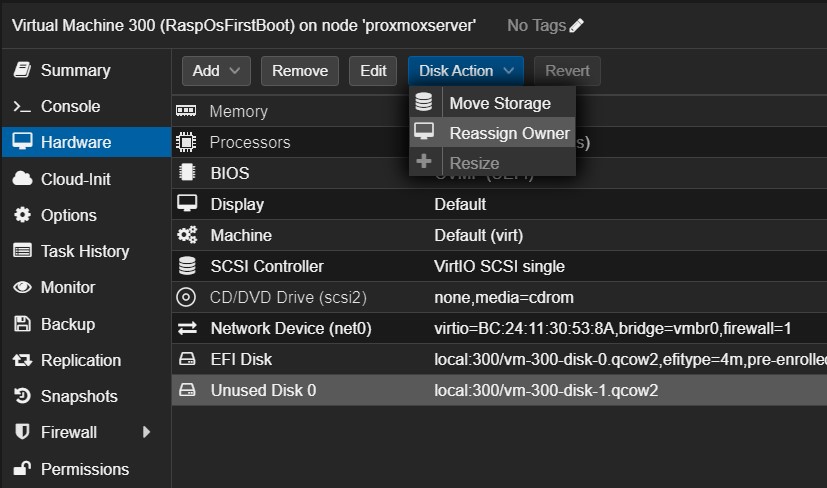 Virtual Machine 300 (RaspOsFirstBoot) on node 'proxmoxserver' No Tags
Summary
Console
Hardware
Cloud-Init
Options
Task History
Monitor
Backup
Replication
Snapshots
Firewall
Permissions
Add Remove Edit Disk Action Revert
Move Storage
Reassign Owner
Resize
Memory
Processors s)
BIOS
Display Default
Machine Default (virt)
SCSI Controller VirtIO SCSI single
CD/DVD Drive (scsi2) none,media=cdrom
Network Device (net0) virtio=BC:24:11:30:53:8A,bridge=vmbr0,firewall=1
EFI Disk local:300/vm-300-disk-0.qcow2,efitype=4m,pre-enrolled
Unused Disk 0 local:300/vm-300-disk-1.qcow2